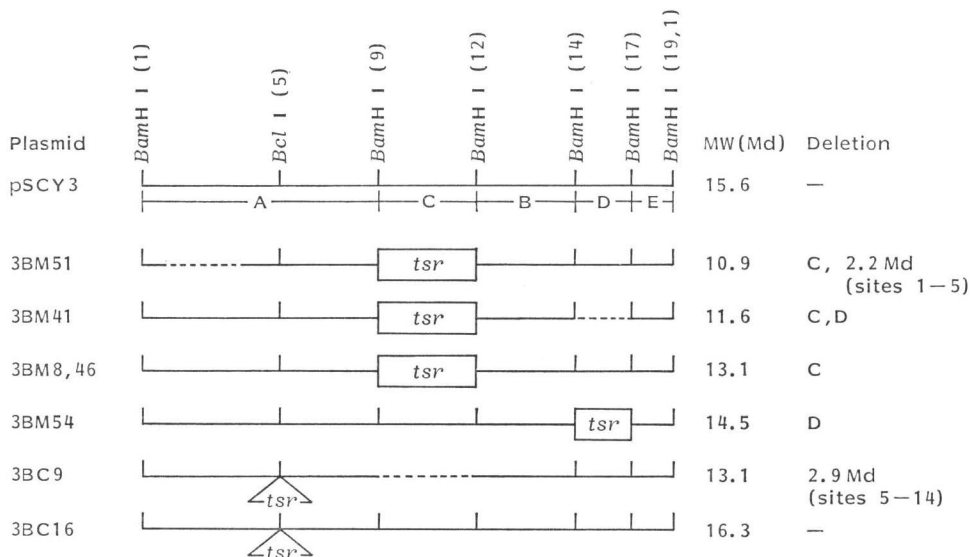 BamH I (1)
Bcl I (5)
BamH I (9)
BamH I (12)
BamH I (14)
BamH I (17)
BamH I (19,1)
Plasmid MW(Md) Deletion
pSCY3 15.6 —
A C B D E
3BM51 tsr 10.9 C, 2.2 Md
(sites 1—5)
3BM41 tsr 11.6 C,D
3BM8,46 tsr 13.1 C
3BM54 tsr 14.5 D
3BC9 tsr 13.1 2.9 Md
(sites 5—14)
3BC16 tsr 16.3 —